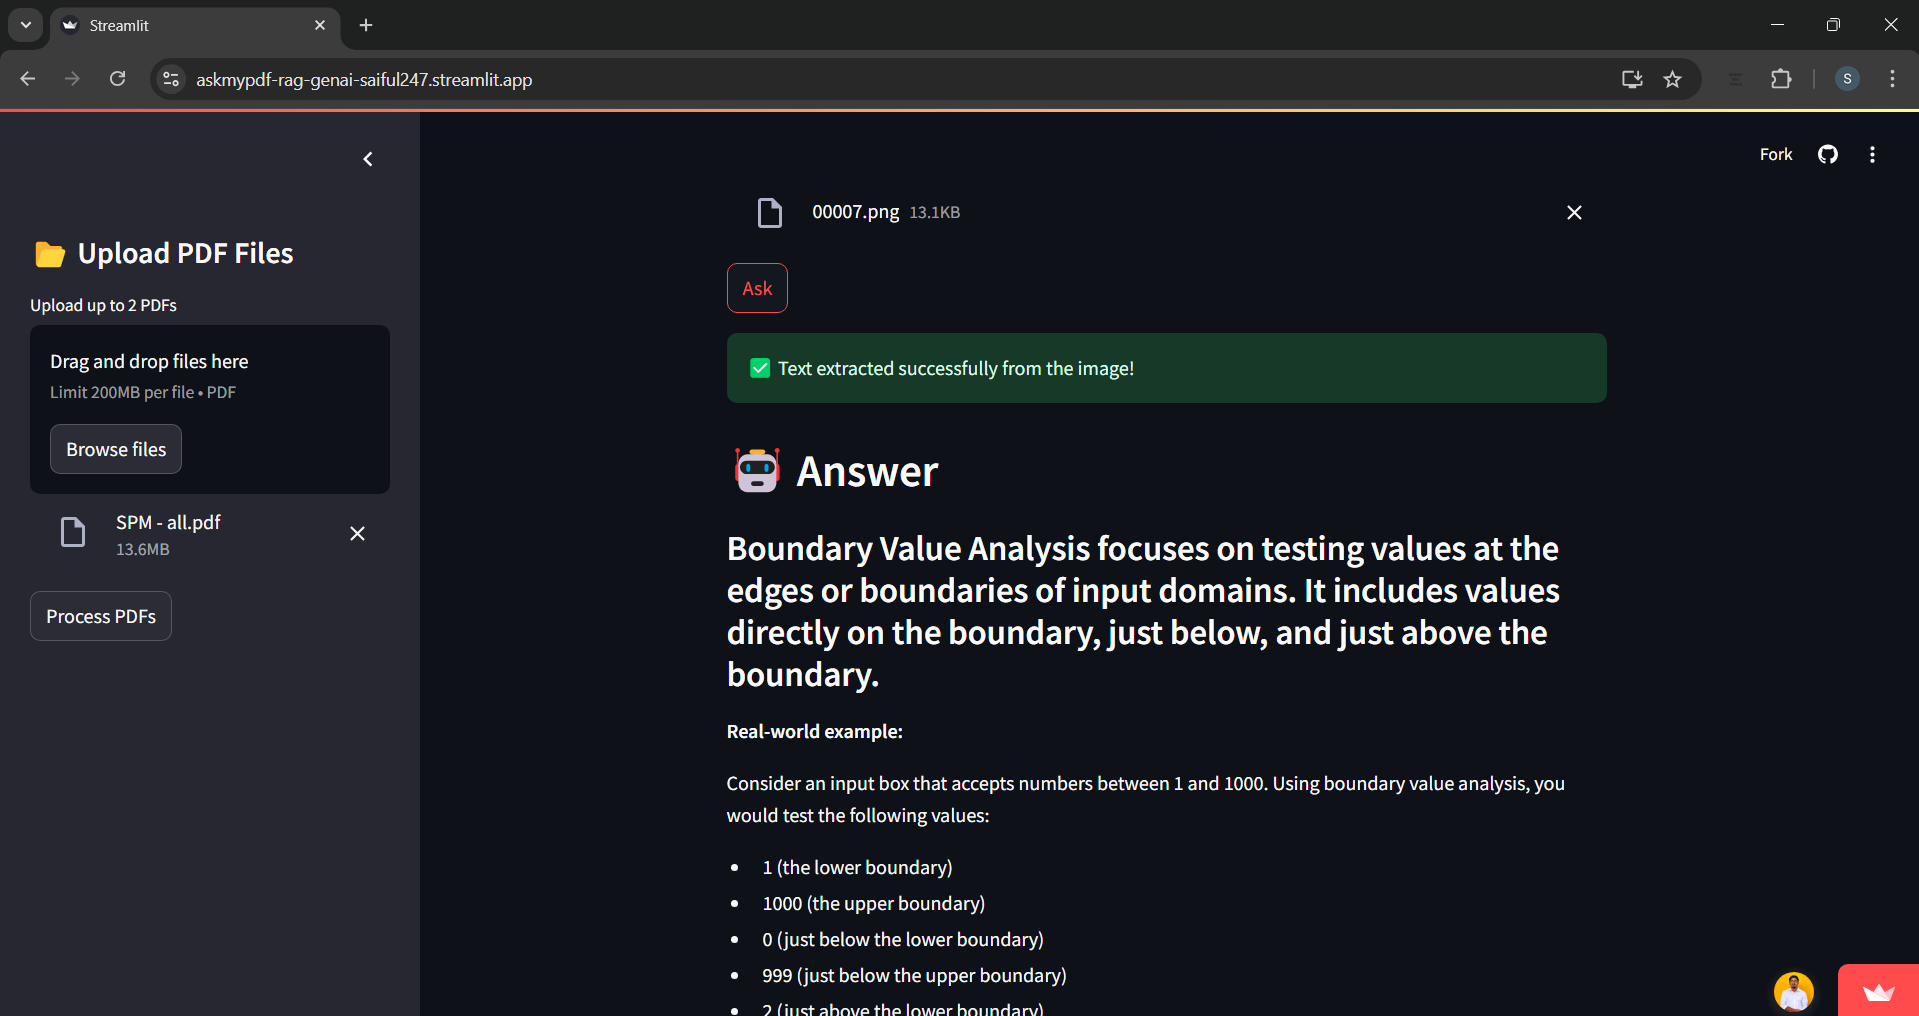 Streamlit
askmypdf-rag-genai-saiful247.streamlit.app
S
Fork
Upload PDF Files
Upload up to 2 PDFs
Drag and drop files here
Limit 200MB per file • PDF
Browse files
SPM - all.pdf
13.6MB
Process PDFs
00007.png 13.1KB
Ask
Text extracted successfully from the image!
Answer
Boundary Value Analysis focuses on testing values at the
edges or boundaries of input domains. It includes values
directly on the boundary, just below, and just above the
boundary.
Real-world example:
Consider an input box that accepts numbers between 1 and 1000. Using boundary value analysis, you
would test the following values:
• 1 (the lower boundary)
• 1000 (the upper boundary)
• 0 (just below the lower boundary)
• 999 (just below the upper boundary)
• 2 (just above the lower boundary)